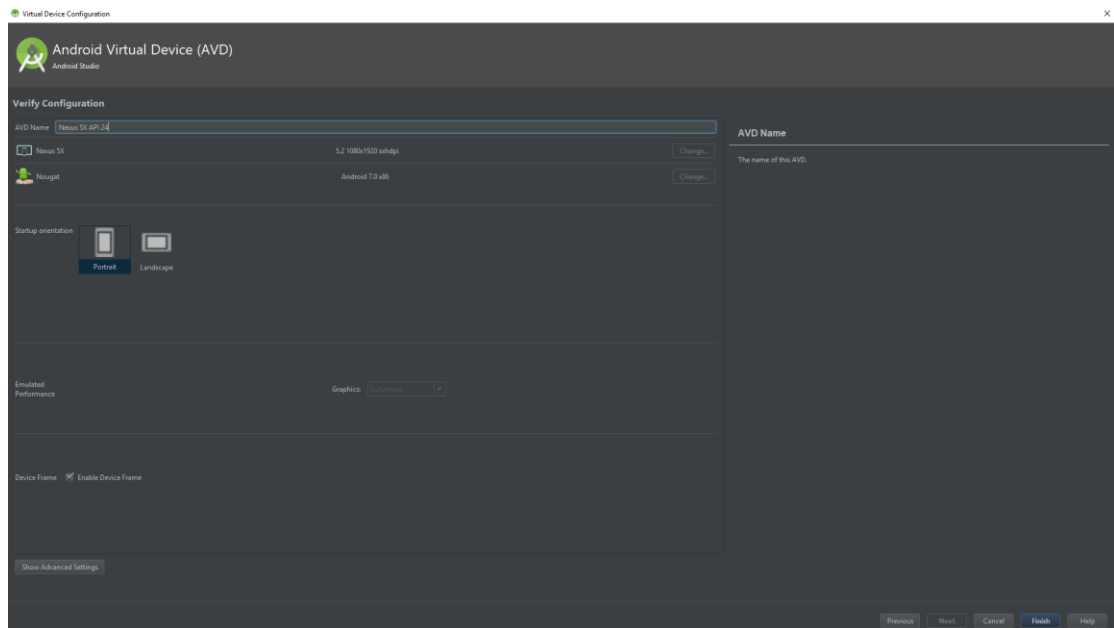 Virtual Device Configuration
Android Virtual Device (AVD)
Android Studio
Verify Configuration
AVD Name Nexus 5X API 24
Nexus 5X 5.2 1080x1920 xxhdpi Change...
Nougat Android 7.0 x86 Change...
Startup orientation
Portrait Landscape
Emulated
Performance
Graphics: Automatic
Device Frame Enable Device Frame
Show Advanced Settings
AVD Name
The name of this AVD.
Previous Next Cancel Finish Help